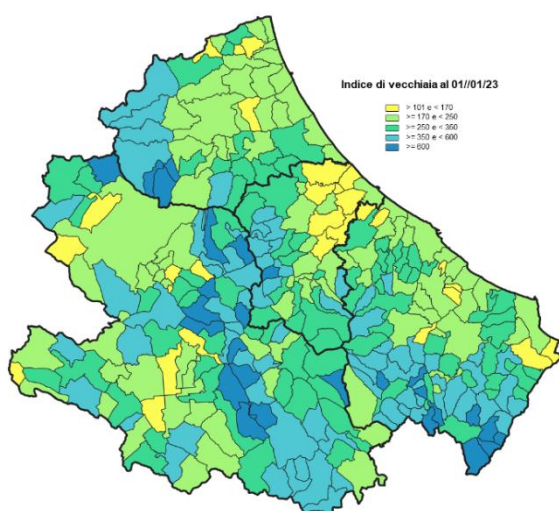 Indice di vecchiaia al 01//01/23
> 101 e < 170
>= 170 e < 250
>= 250 e < 350
>= 350 e < 600
>= 600